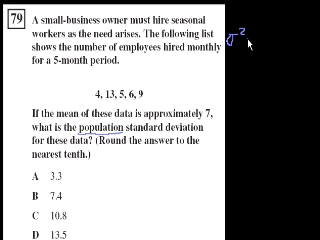 79
A small-business owner must hire seasonal
workers as the need arises. The following list
shows the number of employees hired monthly
for a 5-month period.
σ²
4, 13, 5, 6, 9
If the mean of these data is approximately 7,
what is the population standard deviation
for these data? (Round the answer to the
nearest tenth.)
A 3.3
B 7.4
C 10.8
D 13.5